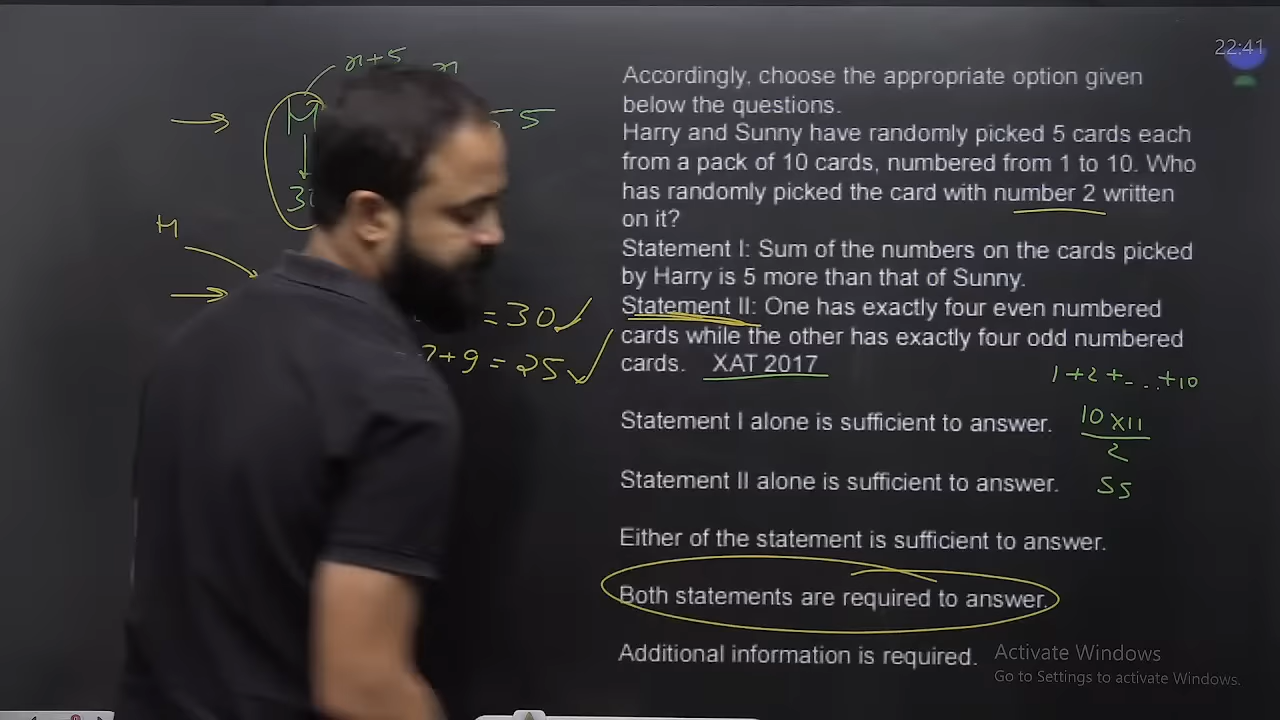 22:41
x+5 x
M
55
M
=30
7+9=25
Accordingly, choose the appropriate option given
below the questions.
Harry and Sunny have randomly picked 5 cards each
from a pack of 10 cards, numbered from 1 to 10. Who
has randomly picked the card with number 2 written
on it?
Statement I: Sum of the numbers on the cards picked
by Harry is 5 more than that of Sunny.
Statement II: One has exactly four even numbered
cards while the other has exactly four odd numbered
cards. XAT 2017
1+2+-..+10
Statement I alone is sufficient to answer.
10x11
2
Statement II alone is sufficient to answer.
55
Either of the statement is sufficient to answer.
Both statements are required to answer.
Additional information is required.
Activate Windows
Go to Settings to activate Windows.